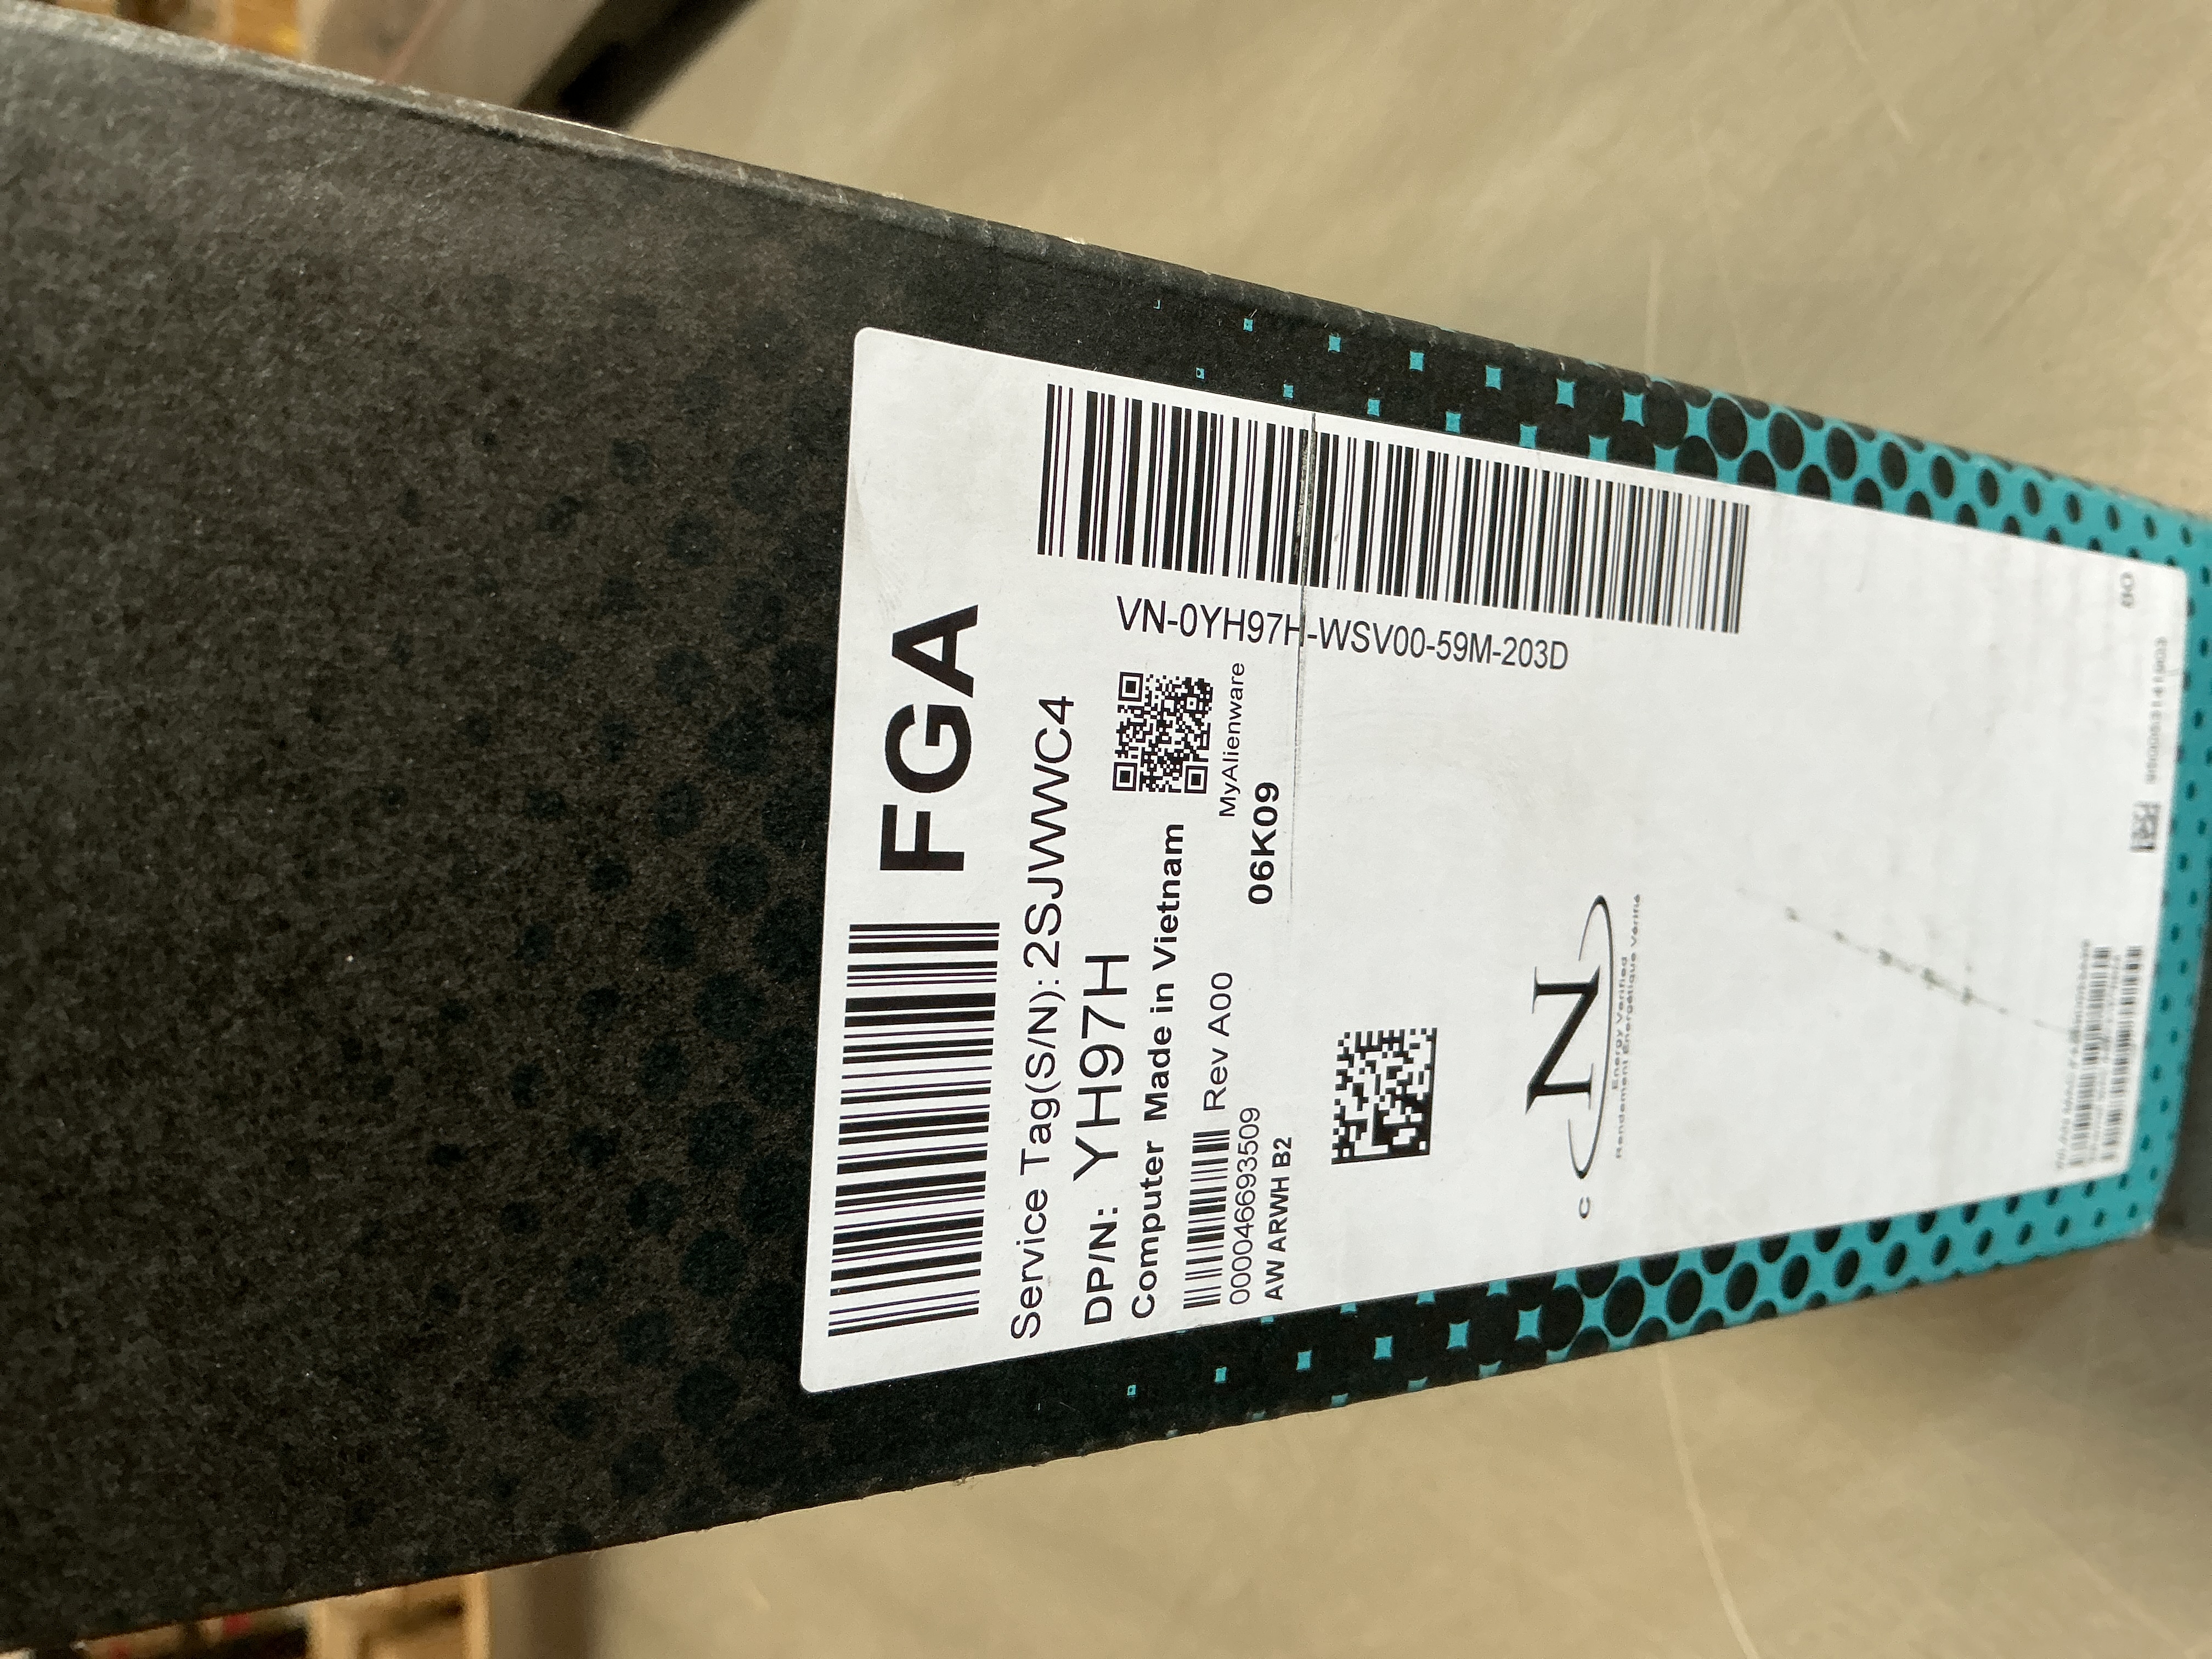 FGA
Service Tag(S/N): 2SJWWC4
DP/N: YH97H
Computer Made in Vietnam
Rev A00
000046693509
AW ARWH B2
MyAlienware
06K09
VN-0YH97H-WSV00-59M-203D
C
N
Energy Verified
Rendement Énergétique Vérifié